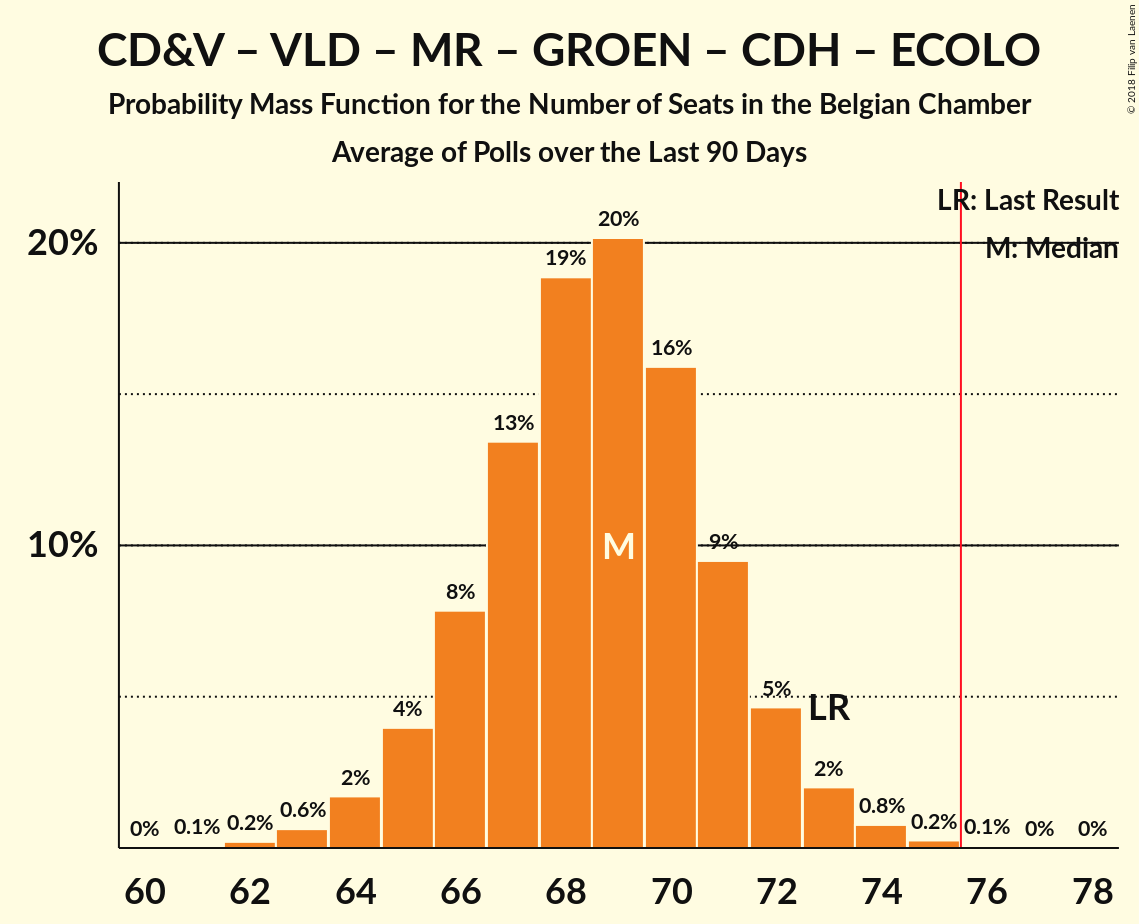 CD&V – VLD – MR – GROEN – CDH – ECOLO
Probability Mass Function for the Number of Seats in the Belgian Chamber
Average of Polls over the Last 90 Days
© 2018 Filip van Laenen
LR: Last Result
M: Median
20%
10%
0% 0.1% 0.2% 0.6% 2% 4% 8% 13% 19% 20% 16% 9% 5% 2% 0.8% 0.2% 0.1% 0% 0%
M
LR
60 62 64 66 68 70 72 74 76 78